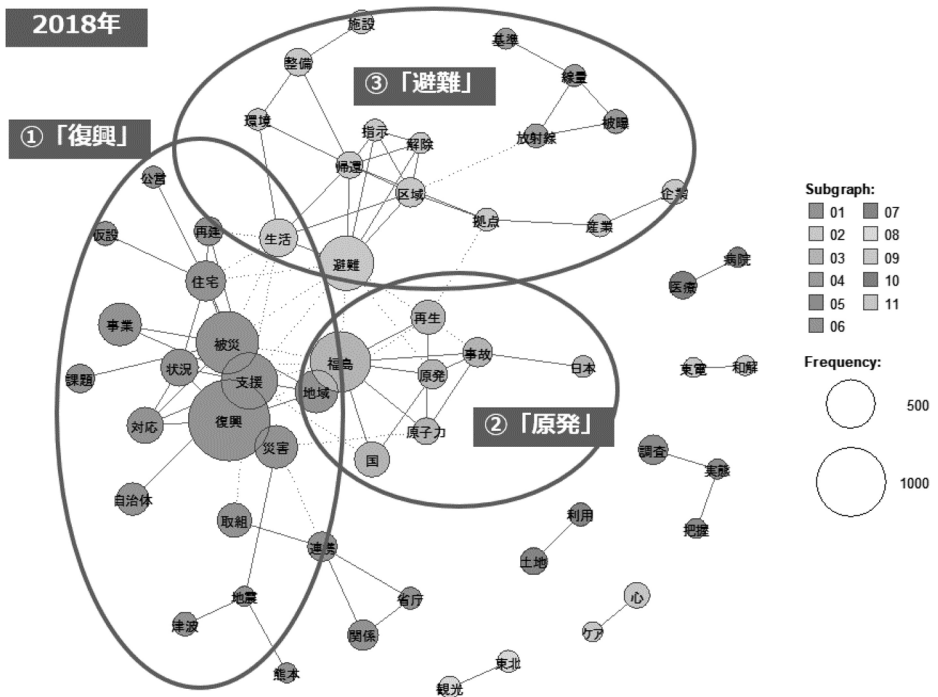 2018年
施設
基準
整備
線量
③「避難」
環境
指示
被曝
放射線
解除
①「復興」
帰還
公営
区域
企業
拠点
産業
仮設
再建
生活
避難
住宅
病院
医療
事業
被災
再生
状況
福島
事故
課題
支援
地域
原発
日本
東電
和解
対応
復興
災害
原子力
②「原発」
国
調査
実態
自治体
取組
利用
把握
連携
土地
地震
省庁
津波
関係
心
ケア
熊本
東北
観光
Subgraph:
01
07
02
08
03
09
04
10
05
11
06
Frequency:
500
1000